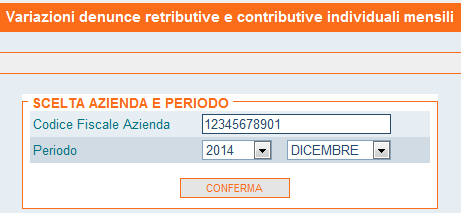 Variazioni denunce retributive e contributive individuali mensili
SCELTA AZIENDA E PERIODO
Codice Fiscale Azienda 12345678901
Periodo 2014 DICEMBRE
CONFERMA